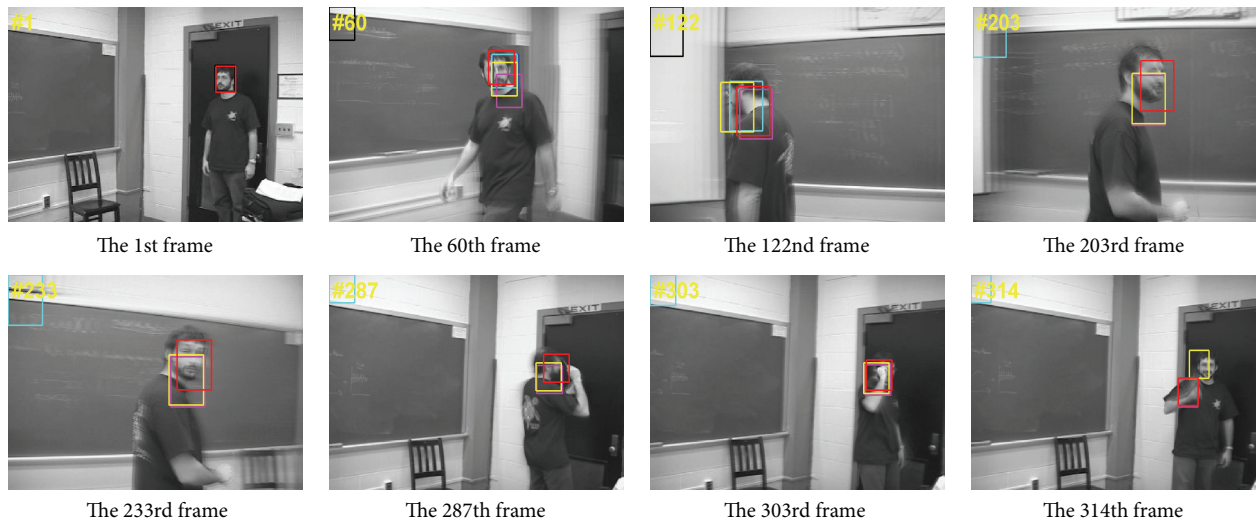 #1
EXIT
#60
#122
#203
The 1st frame
The 60th frame
The 122nd frame
The 203rd frame
#233
#287
EXIT
#303
EXIT
#314
EXIT
The 233rd frame
The 287th frame
The 303rd frame
The 314th frame